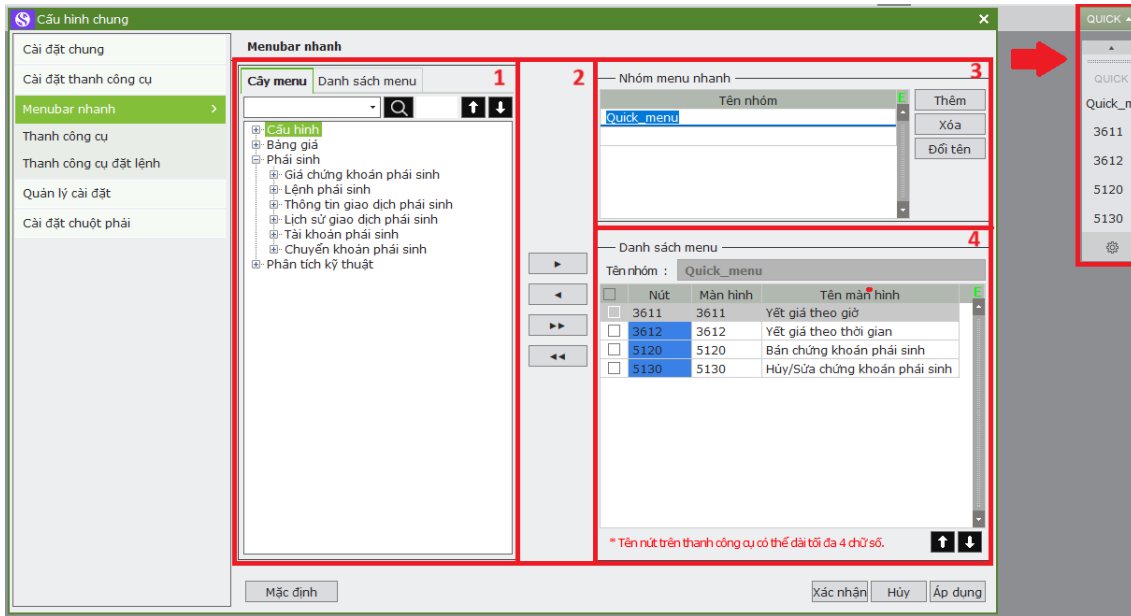 Cấu hình chung
Cài đặt chung
Cài đặt thanh công cụ
Menubar nhanh
Thanh công cụ
Thanh công cụ đặt lệnh
Quản lý cài đặt
Cài đặt chuột phải
Menubar nhanh
Cây menu Danh sách menu 1
Cấu hình
Bảng giá
Phái sinh
Giá chứng khoán phái sinh
Lệnh phái sinh
Thông tin giao dịch phái sinh
Lịch sử giao dịch phái sinh
Tài khoản phái sinh
Chuyển khoản phái sinh
Phân tích kỹ thuật
2
Nhóm menu nhanh 3
Tên nhóm E
Quick_menu
Thêm
Xóa
Đổi tên
Danh sách menu 4
Tên nhóm : Quick_menu
Nút Màn hình Tên màn hình E
3611 3611 Yết giá theo giờ
3612 3612 Yết giá theo thời gian
5120 5120 Bán chứng khoán phái sinh
5130 5130 Hủy/Sửa chứng khoán phái sinh
* Tên nút trên thanh công cụ có thể dài tối đa 4 chữ số.
Mặc định
Xác nhận Hủy Áp dụng
QUICK
QUICK
Quick_m
3611
3612
5120
5130